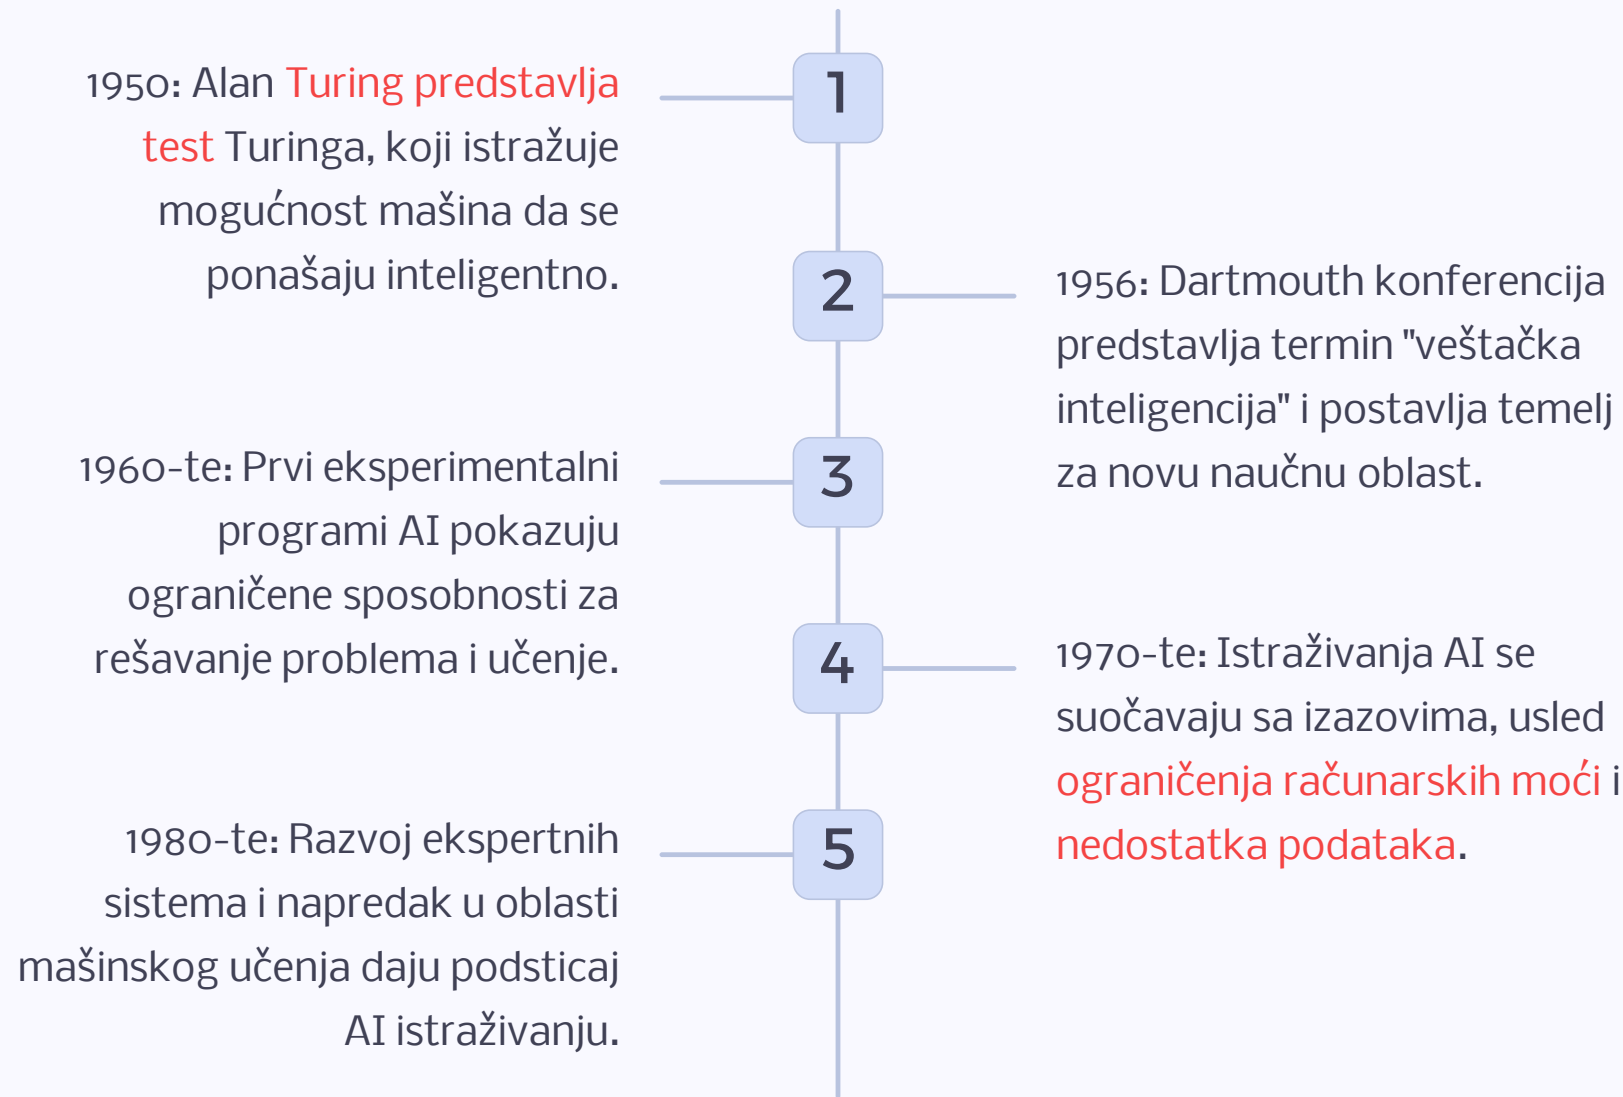 1950: Alan Turing predstavlja
test Turinga, koji istražuje
mogućnost mašina da se
ponašaju inteligentno.
1
2
1956: Dartmouth konferencija
predstavlja termin "veštačka
inteligencija" i postavlja temelj
za novu naučnu oblast.
1960-te: Prvi eksperimentalni
programi AI pokazuju
ograničene sposobnosti za
rešavanje problema i učenje.
3
4
1970-te: Istraživanja AI se
suočavaju sa izazovima, usled
ograničenja računarskih moći i
nedostatka podataka.
1980-te: Razvoj ekspertnih
sistema i napredak u oblasti
mašinskog učenja daju podsticaj
AI istraživanju.
5